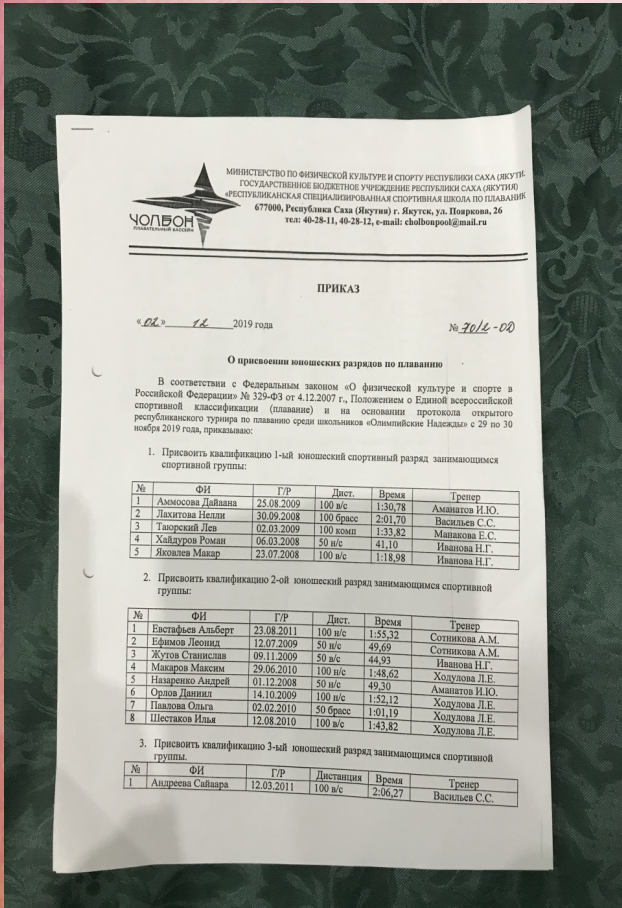 МИНИСТЕРСТВО ПО ФИЗИЧЕСКОЙ КУЛЬТУРЕ И СПОРТУ РЕСПУБЛИКИ САХА (ЯКУТИ
ГОСУДАРСТВЕННОЕ БЮДЖЕТНОЕ УЧРЕЖДЕНИЕ РЕСПУБЛИКИ САХА (ЯКУТИЯ)
«РЕСПУБЛИКАНСКАЯ СПЕЦИАЛИЗИРОВАННАЯ СПОРТИВНАЯ ШКОЛА ПО ПЛАВАНИЮ
677000, Республика Саха (Якутия) г. Якутск, ул. Пояркова, 26
тел: 40-28-11, 40-28-12, e-mail: cholbonpool@mail.ru
ЧОЛБОН
ПЛАВАТЕЛЬНЫЙ БАССЕЙН
ПРИКАЗ
«02» 12 2019 года № 70/2 -ОД
О присвоении юношеских разрядов по плаванию
В соответствии с Федеральным законом «О физической культуре и спорте в
Российской Федерации» № 329-ФЗ от 4.12.2007 г., Положением о Единой всероссийской
спортивной классификации (плавание) и на основании протокола открытого
республиканского турнира по плаванию среди школьников «Олимпийские Надежды» с 29 по 30
ноября 2019 года, приказываю:
1. Присвоить квалификацию 1-ый юношеский спортивный разряд занимающимся
спортивной группы:
№ ФИ Г/Р Дист. Время Тренер
1 Аммосова Дайаана 25.08.2009 100 в/с 1:30,78 Аманатов И.Ю.
2 Лахитова Нелли 30.09.2008 100 брасс 2:01,70 Васильев С.С.
3 Таюрский Лев 02.03.2009 100 комп 1:33,82 Манакова Е.С.
4 Хайдуров Роман 06.03.2008 50 н/с 41,10 Иванова Н.Г.
5 Яковлев Макар 23.07.2008 100 в/с 1:18,98 Иванова Н.Г.
2. Присвоить квалификацию 2-ой юношеский разряд занимающимся спортивной
группы:
№ ФИ Г/Р Дист. Время Тренер
1 Евстафьев Альберт 23.08.2011 100 н/с 1:55,32 Сотникова А.М.
2 Ефимов Леонид 12.07.2009 50 н/с 49,69 Сотникова А.М.
3 Жутов Станислав 09.11.2009 50 в/с 44,93 Иванова Н.Г.
4 Макаров Максим 29.06.2010 100 н/с 1:48,62 Ходулова Л.Е.
5 Назаренко Андрей 01.12.2008 50 н/с 49,30 Аманатов И.Ю.
6 Орлов Даниил 14.10.2009 100 н/с 1:52,12 Ходулова Л.Е.
7 Павлова Ольга 02.02.2010 50 брасс 1:01,19 Ходулова Л.Е.
8 Шестаков Илья 12.08.2010 100 в/с 1:43,82 Ходулова Л.Е.
3. Присвоить квалификацию 3-ый юношеский разряд занимающимся спортивной
группы.
№ ФИ Г/Р Дистанция Время Тренер
1 Андреева Сайаара 12.03.2011 100 в/с 2:06,27 Васильев С.С.